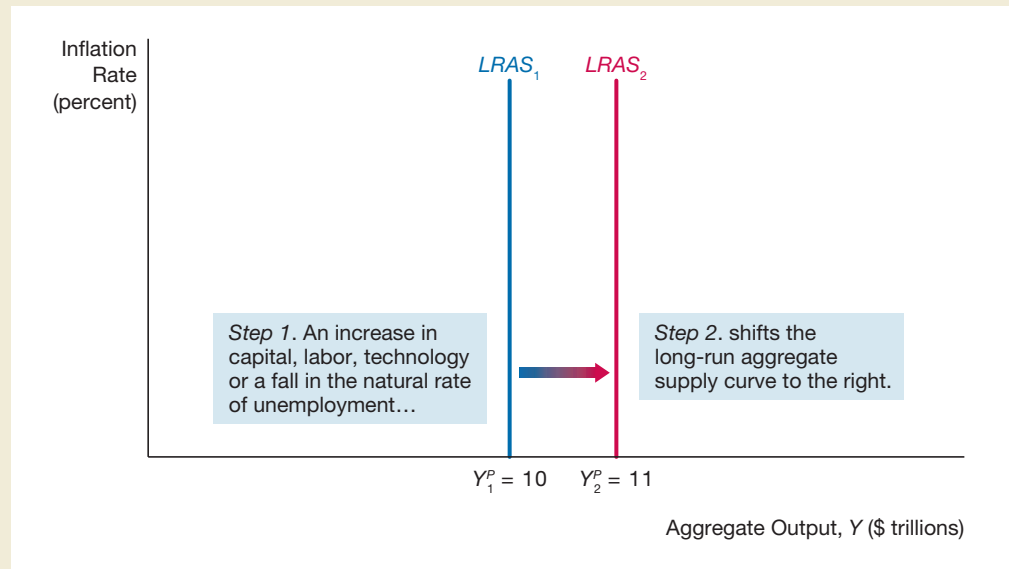 Inflation
Rate
(percent)
LRAS₁
LRAS₂
Step 1. An increase in
capital, labor, technology
or a fall in the natural rate
of unemployment…
Step 2. shifts the
long-run aggregate
supply curve to the right.
Y₁ᴾ = 10
Y₂ᴾ = 11
Aggregate Output, Y ($ trillions)